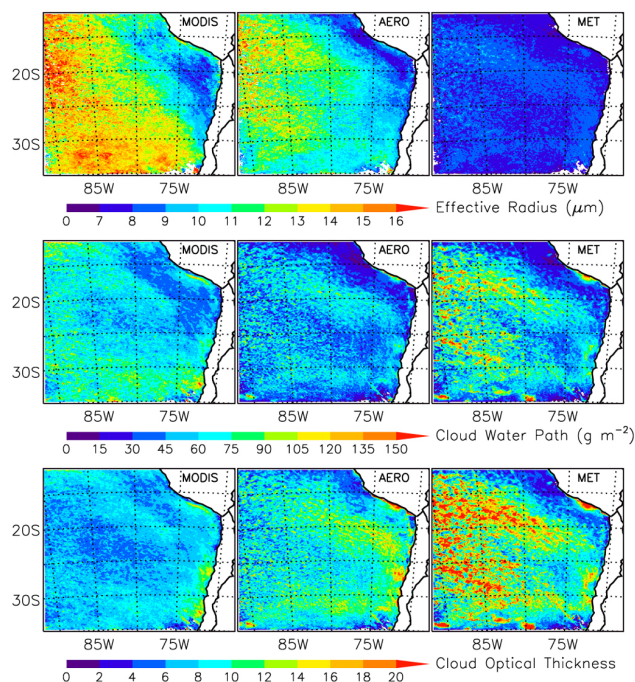 MODIS AERO MET
20S
30S
85W 75W 85W 75W 85W 75W
0 7 8 9 10 11 12 13 14 15 16 Effective Radius (μm)
MODIS AERO MET
20S
30S
85W 75W 85W 75W 85W 75W
0 15 30 45 60 75 90 105 120 135 150 Cloud Water Path (g m⁻²)
MODIS AERO MET
20S
30S
85W 75W 85W 75W 85W 75W
0 2 4 6 8 10 12 14 16 18 20 Cloud Optical Thickness